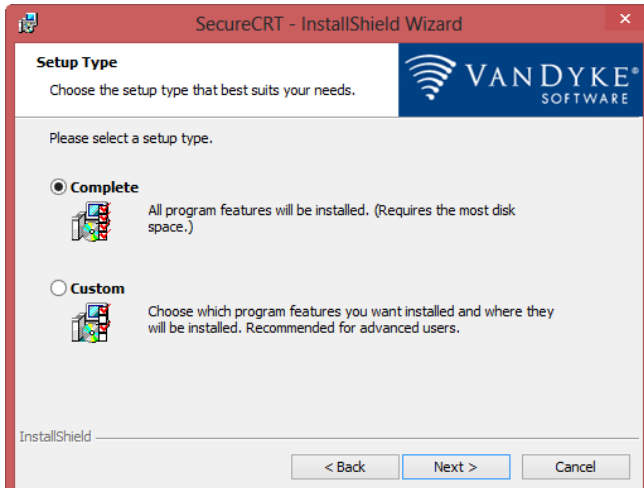 SecureCRT - InstallShield Wizard
Setup Type
Choose the setup type that best suits your needs.
VANDYKE®
SOFTWARE
Please select a setup type.
Complete
All program features will be installed. (Requires the most disk
space.)
Custom
Choose which program features you want installed and where they
will be installed. Recommended for advanced users.
InstallShield
< Back
Next >
Cancel